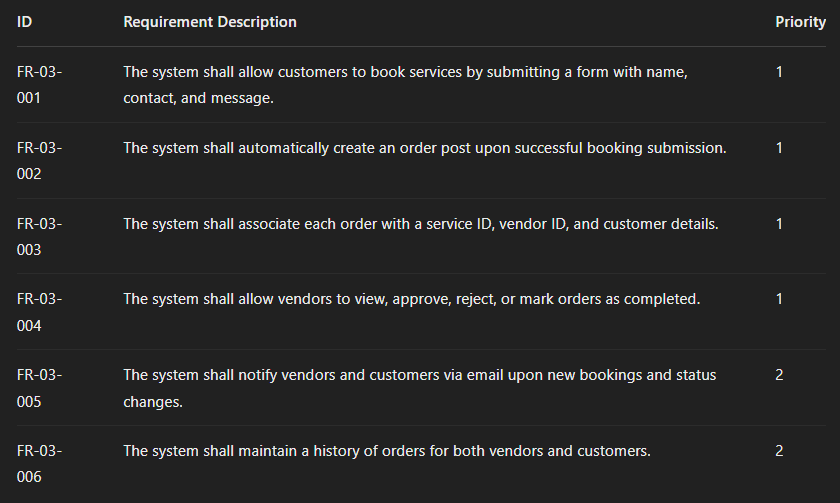 ID Requirement Description Priority
FR-03-001 The system shall allow customers to book services by submitting a form with name, contact, and message. 1
FR-03-002 The system shall automatically create an order post upon successful booking submission. 1
FR-03-003 The system shall associate each order with a service ID, vendor ID, and customer details. 1
FR-03-004 The system shall allow vendors to view, approve, reject, or mark orders as completed. 1
FR-03-005 The system shall notify vendors and customers via email upon new bookings and status changes. 2
FR-03-006 The system shall maintain a history of orders for both vendors and customers. 2